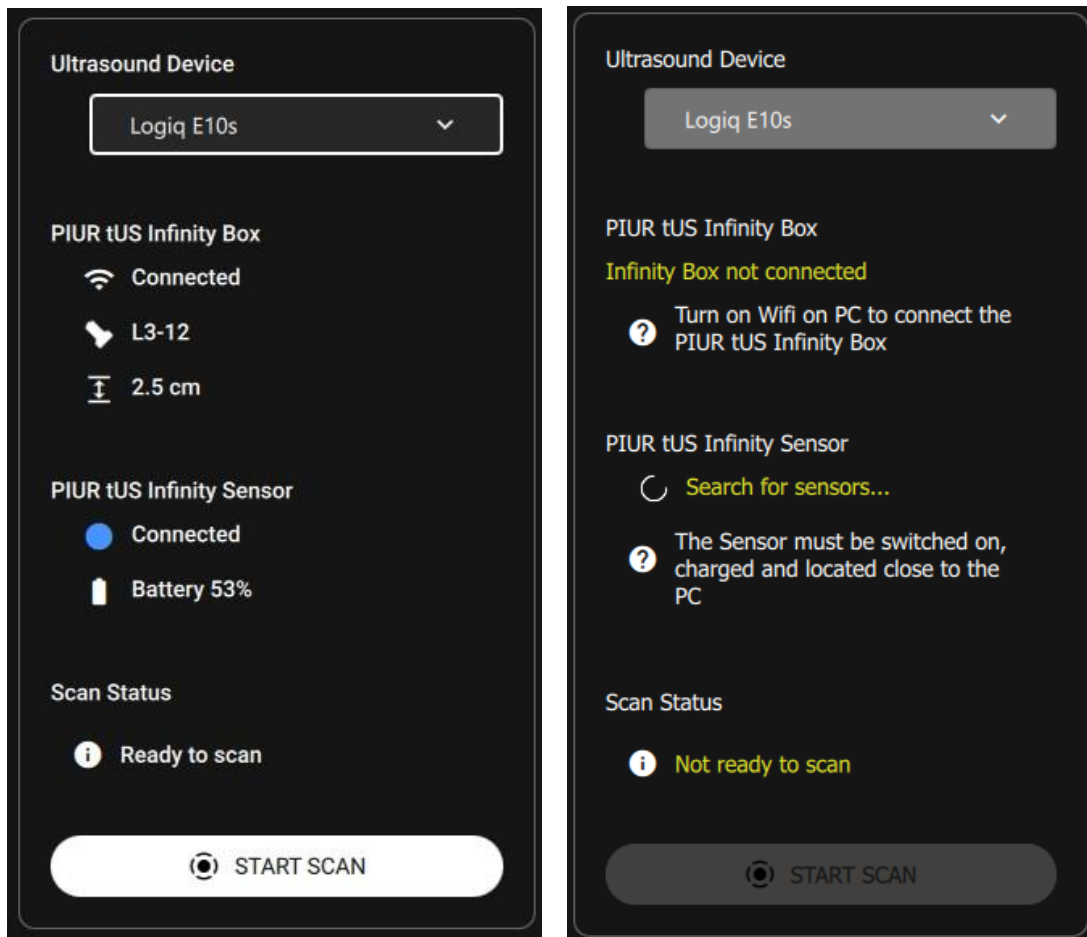 Ultrasound Device
Logiq E10s
PIUR tUS Infinity Box
Connected
L3-12
2.5 cm
PIUR tUS Infinity Sensor
Connected
Battery 53%
Scan Status
Ready to scan
START SCAN
Ultrasound Device
Logiq E10s
PIUR tUS Infinity Box
Infinity Box not connected
Turn on Wifi on PC to connect the
PIUR tUS Infinity Box
PIUR tUS Infinity Sensor
Search for sensors...
The Sensor must be switched on,
charged and located close to the
PC
Scan Status
Not ready to scan
START SCAN